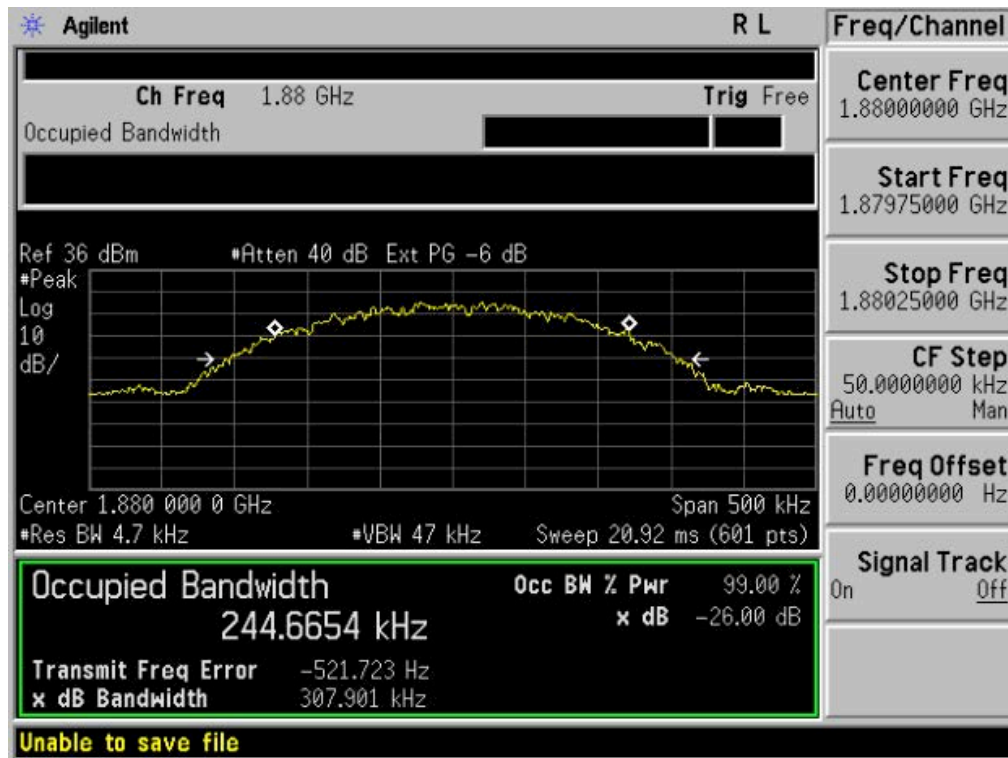 Agilent R L Freq/Channel
Ch Freq 1.88 GHz Trig Free
Occupied Bandwidth
Center Freq
1.88000000 GHz
Start Freq
1.87975000 GHz
Stop Freq
1.88025000 GHz
CF Step
50.0000000 kHz
Auto Man
Freq Offset
0.00000000 Hz
Signal Track
On Off
Ref 36 dBm #Atten 40 dB Ext PG -6 dB
#Peak
Log
10
dB/
Center 1.880 000 0 GHz Span 500 kHz
#Res BW 4.7 kHz #VBW 47 kHz Sweep 20.92 ms (601 pts)
Occupied Bandwidth Occ BW % Pwr 99.00 %
244.6654 kHz x dB -26.00 dB
Transmit Freq Error -521.723 Hz
x dB Bandwidth 307.901 kHz
Unable to save file